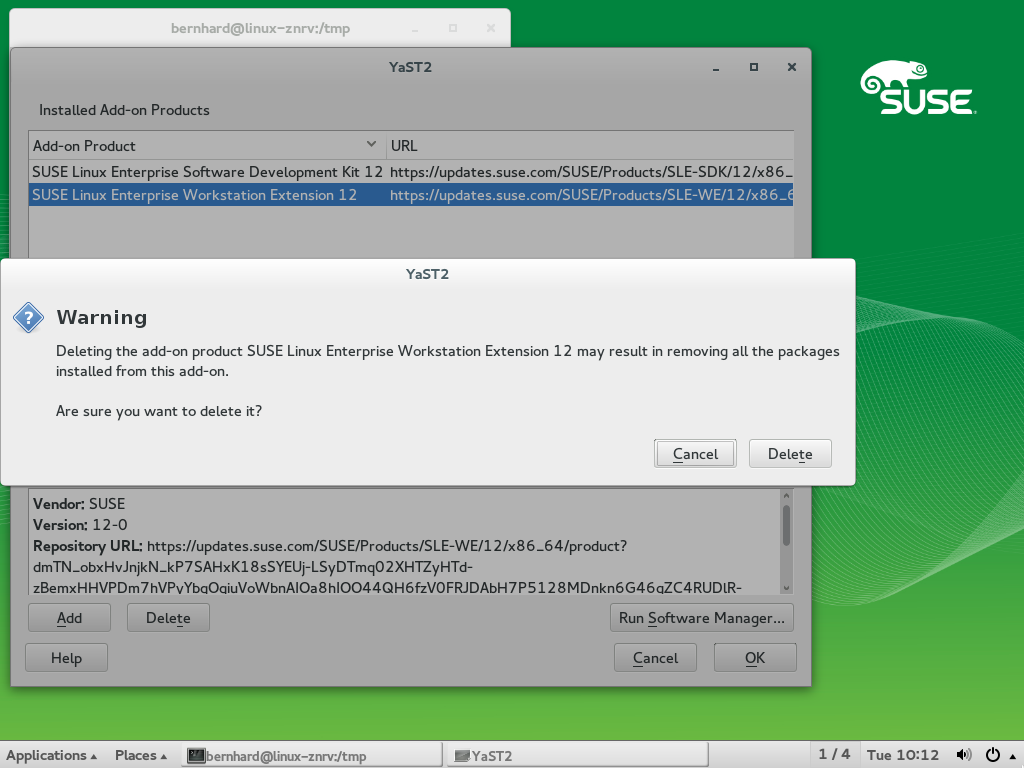 bernhard@linux-znrv:/tmp
YaST2
SUSE
Installed Add-on Products
Add-on Product URL
SUSE Linux Enterprise Software Development Kit 12 https://updates.suse.com/SUSE/Products/SLE-SDK/12/x86_
SUSE Linux Enterprise Workstation Extension 12 https://updates.suse.com/SUSE/Products/SLE-WE/12/x86_6
YaST2
Warning
Deleting the add-on product SUSE Linux Enterprise Workstation Extension 12 may result in removing all the packages
installed from this add-on.
Are sure you want to delete it?
Cancel Delete
Vendor: SUSE
Version: 12-0
Repository URL: https://updates.suse.com/SUSE/Products/SLE-WE/12/x86_64/product?
dmTN_obxHvJnjkN_kP7SAHxK18sSYEUj-LSyDTmq02XHTZyHTd-
Add Delete Run Software Manager...
Help Cancel OK
Applications Places bernhard@linux-znrv:/tmp YaST2 1 / 4 Tue 10:12